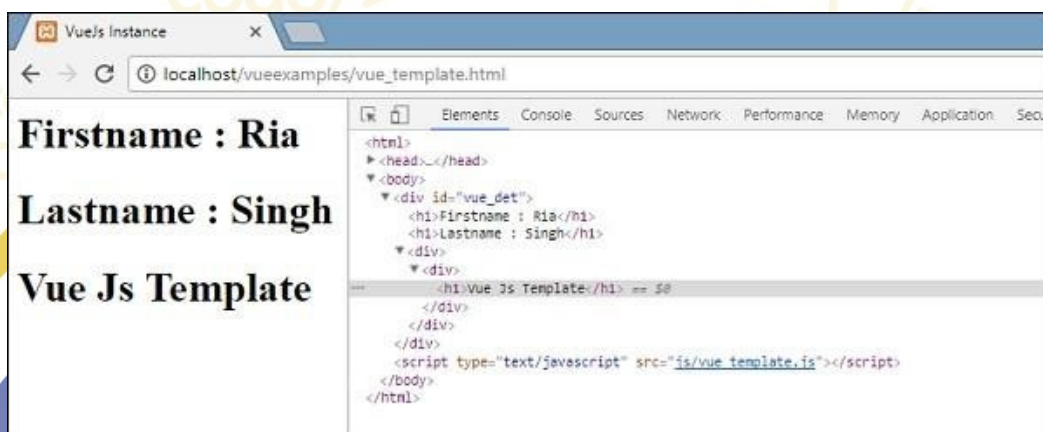 VueJs Instance
localhost/vueexamples/vue_template.html
Firstname : Ria
Lastname : Singh
Vue Js Template
Elements Console Sources Network Performance Memory Application Secu
<html>
<head>…</head>
<body>
<div id="vue_det">
<h1>Firstname : Ria</h1>
<h1>Lastname : Singh</h1>
<div>
<div>
<h1>Vue Js Template</h1> == $0
</div>
</div>
</div>
<script type="text/javascript" src="js/vue_template.js"></script>
</body>
</html>